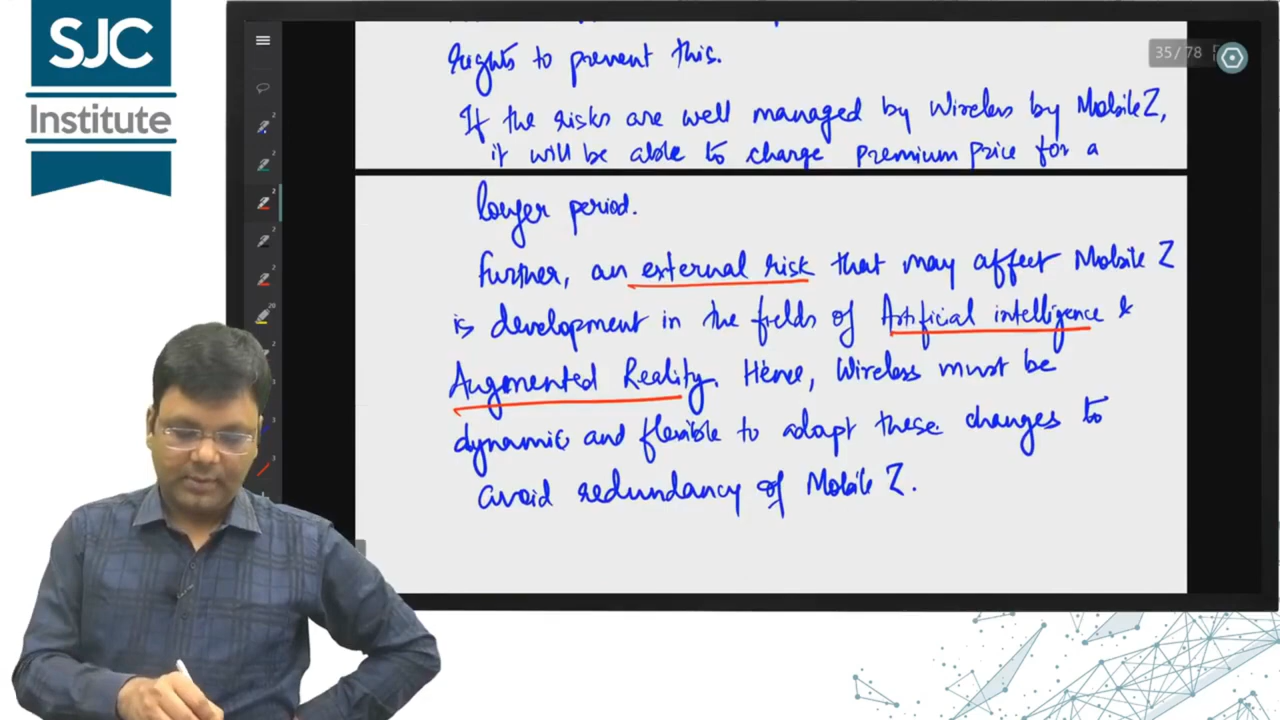 SJC
Institute
35/78
Rights to prevent this.
If the risks are well managed by Wireless by Mobile Z,
it will be able to charge premium price for a
longer period.
Further, an external risk that may affect Mobile Z
is development in the fields of Artificial intelligence &
Augmented Reality. Hence, Wireless must be
dynamic and flexible to adapt these changes to
avoid redundancy of Mobile Z.